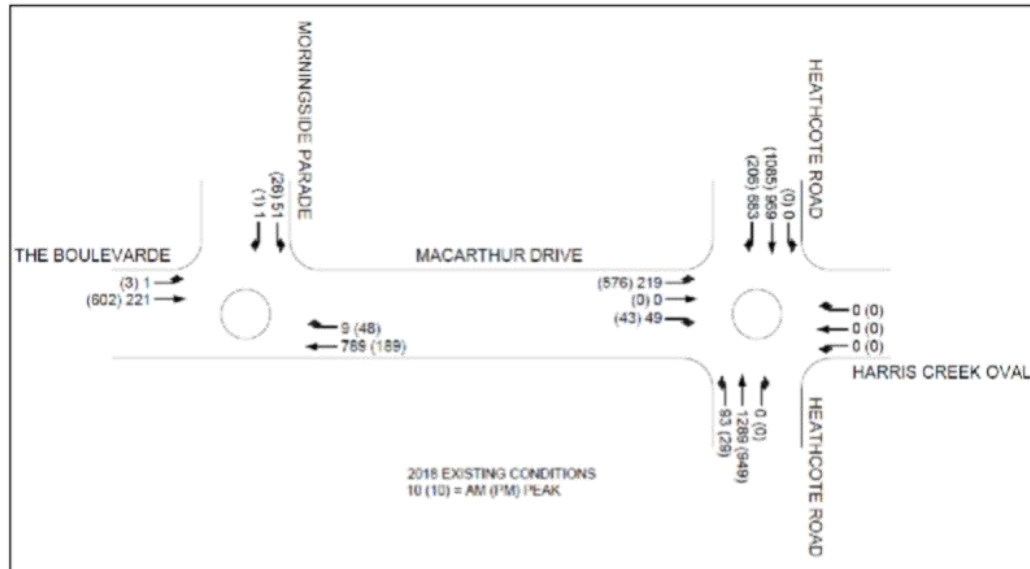 MORNINGSIDE PARADE
HEATHCOTE ROAD
(1) 1
(26) 51
(206) 683
(1085) 969
(0) 0
THE BOULEVARDE
MACARTHUR DRIVE
(3) 1
(602) 221
(576) 219
(0) 0
(43) 49
9 (48)
789 (189)
0 (0)
0 (0)
0 (0)
HARRIS CREEK OVAL
93 (29)
1289 (949)
0 (0)
HEATHCOTE ROAD
2018 EXISTING CONDITIONS
10 (10) = AM (PM) PEAK